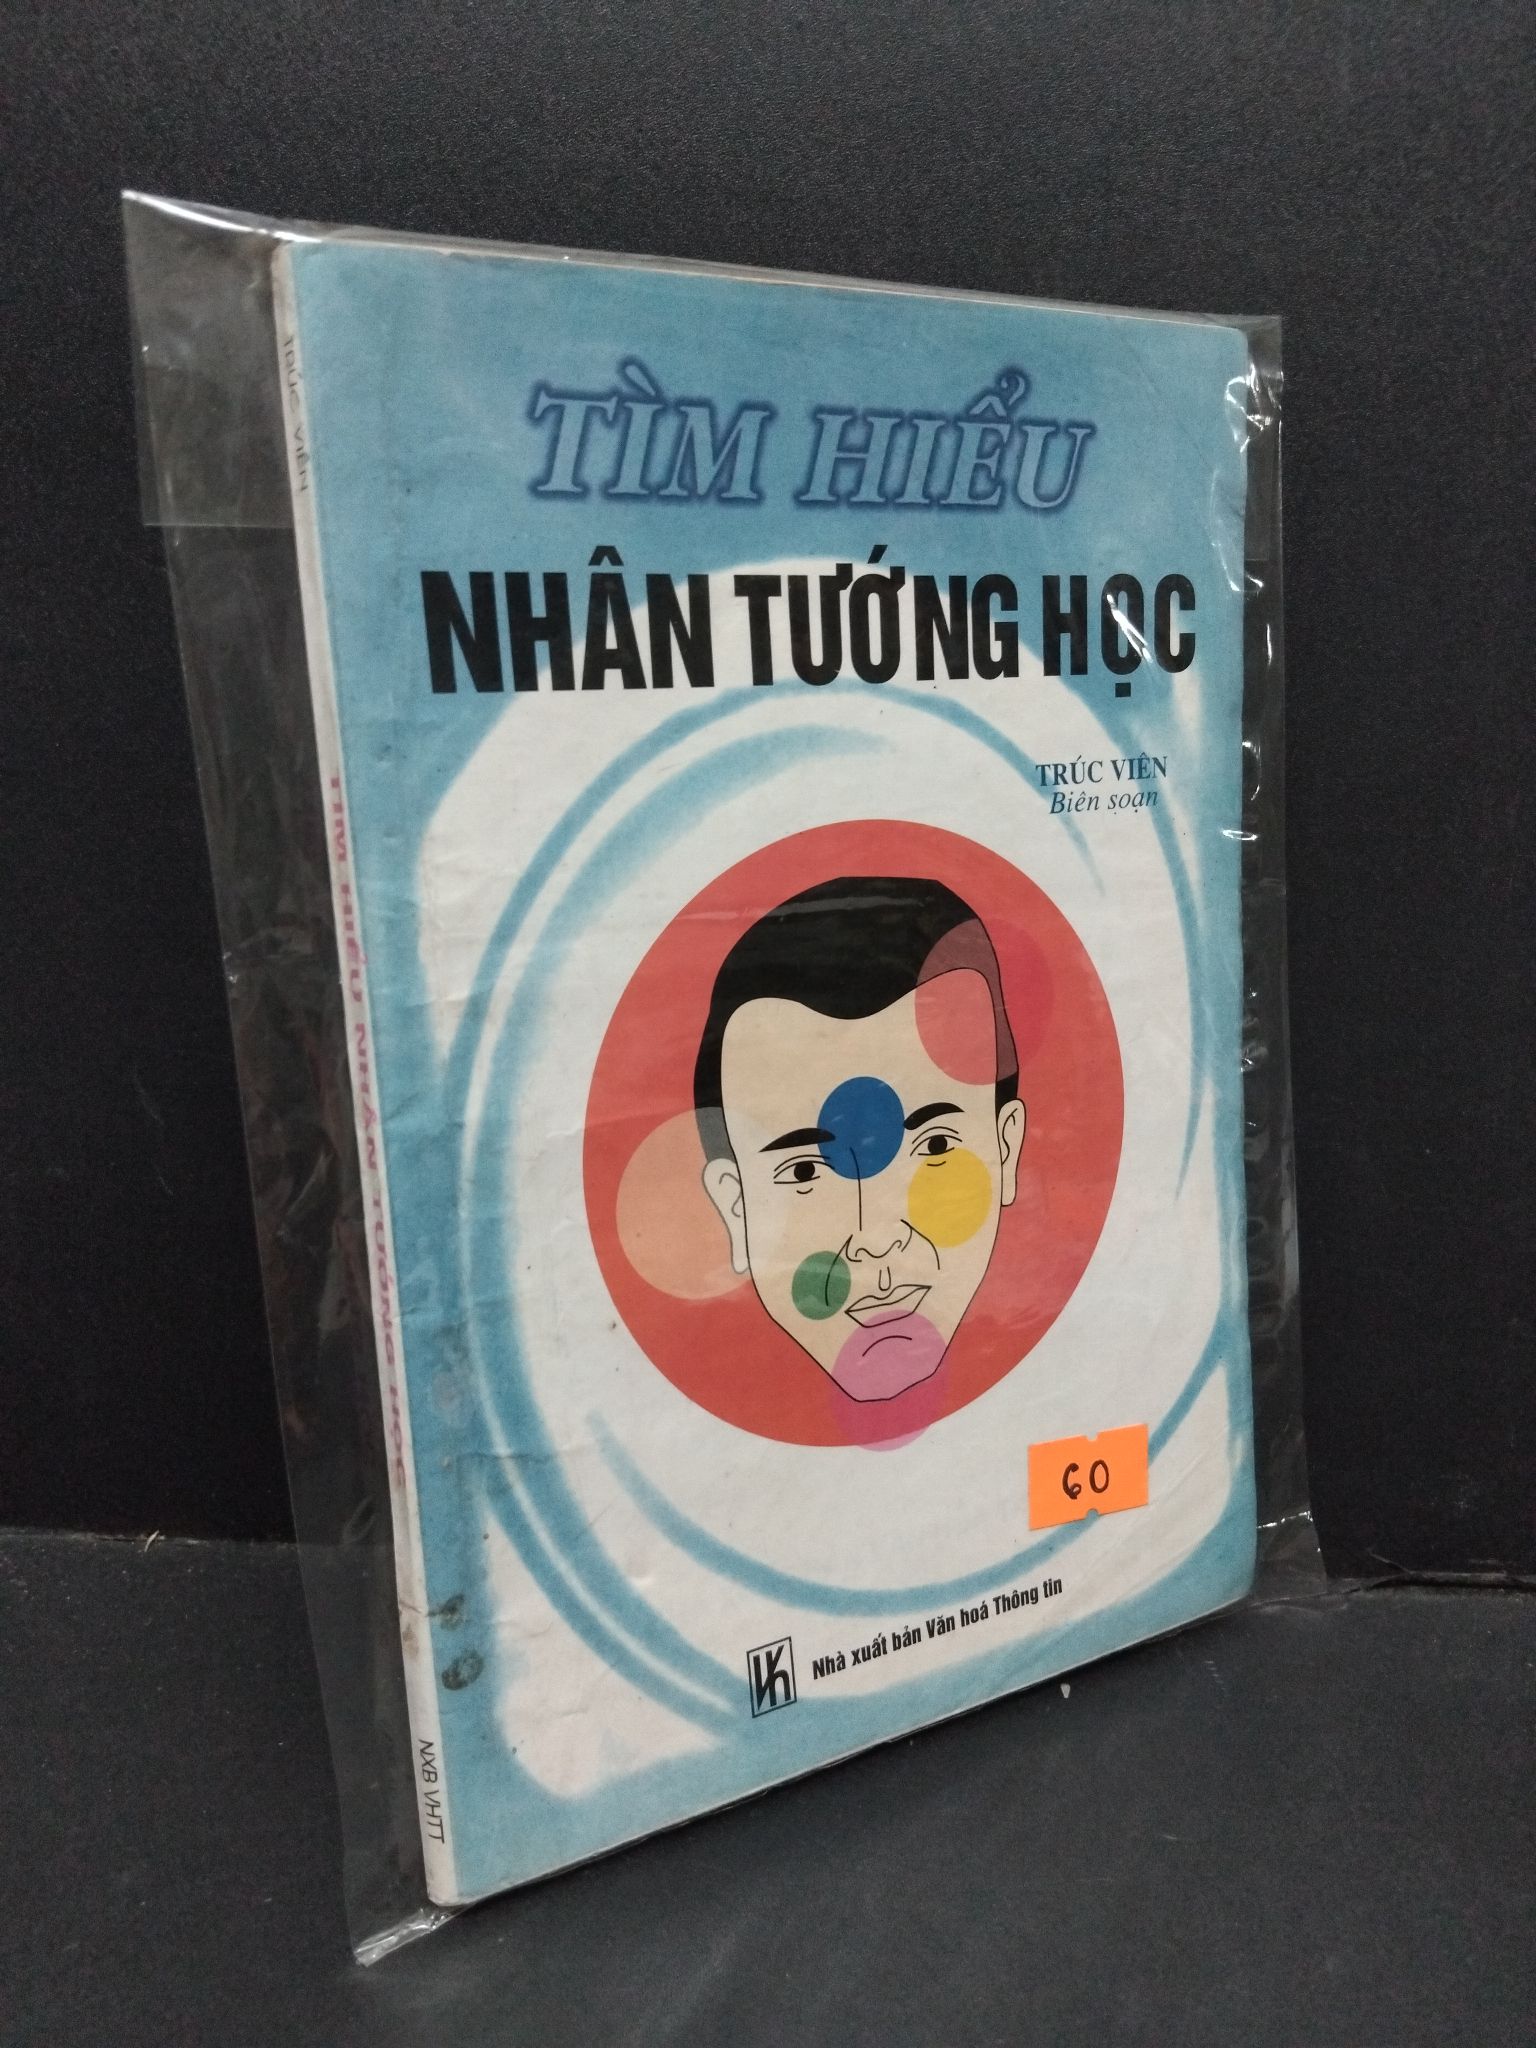 TÌM HIỂU
NHÂN TƯỚNG HỌC
TRÚC VIÊN
Biên soạn
60
Nhà xuất bản Văn hoá Thông tin
TRÚC VIÊN
TÌM HIỂU NHÂN TƯỚNG HỌC
NXB VHTT